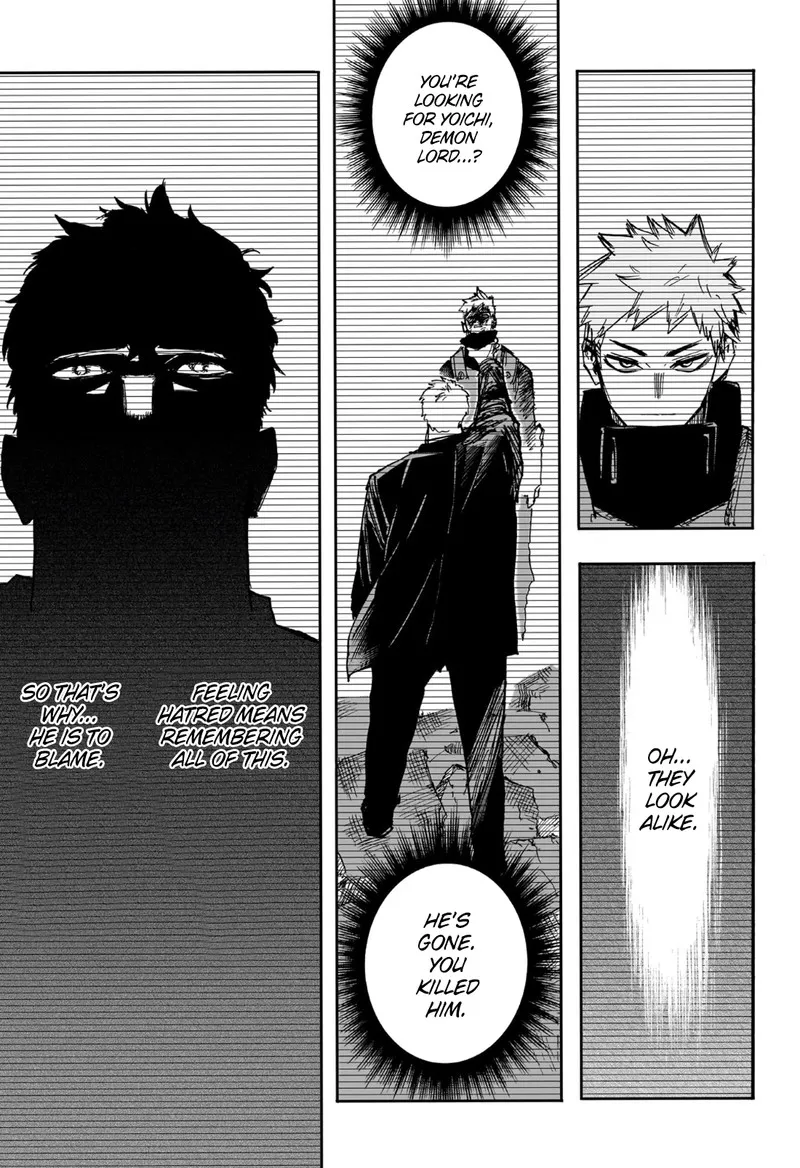 OH...
THEY
LOOK
ALIKE.
YOU'RE
LOOKING
FOR YOICHI,
DEMON
LORD...?
HE'S
GONE.
YOU
KILLED
HIM.
FEELING
HATRED MEANS
REMEMBERING
ALL OF THIS.
SO THAT'S
WHY...
HE IS TO
BLAME.